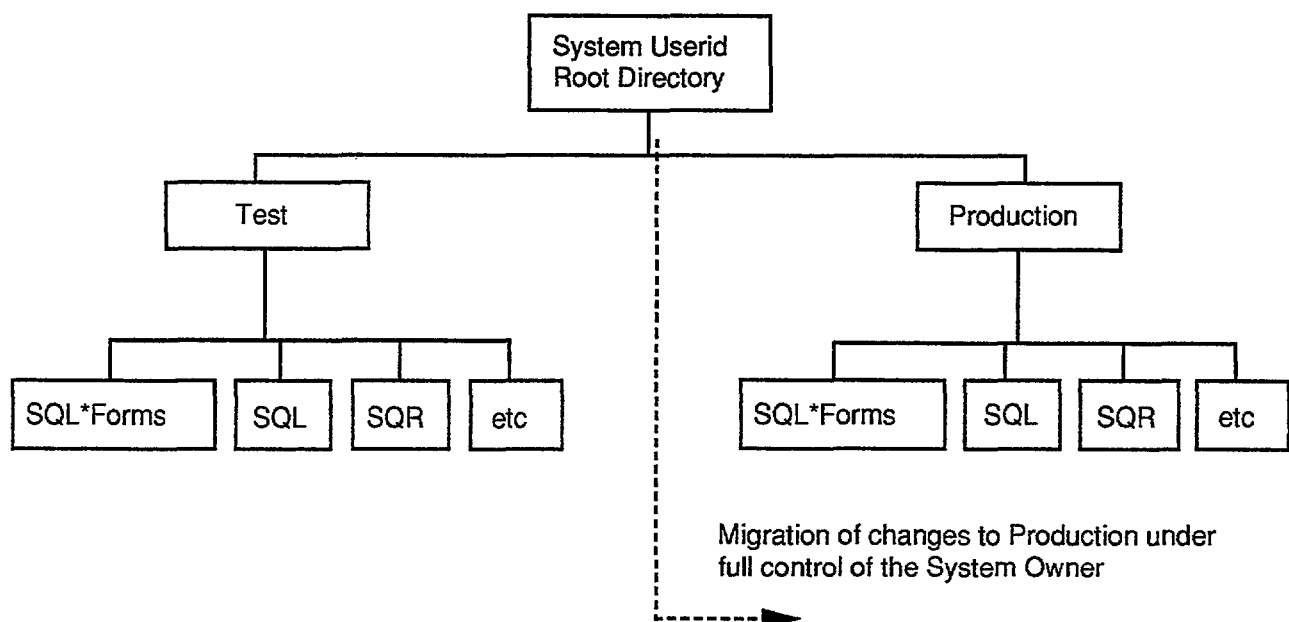 System Userid
Root Directory
Test
Production
SQL*Forms
SQL
SQR
etc
SQL*Forms
SQL
SQR
etc
Migration of changes to Production under
full control of the System Owner